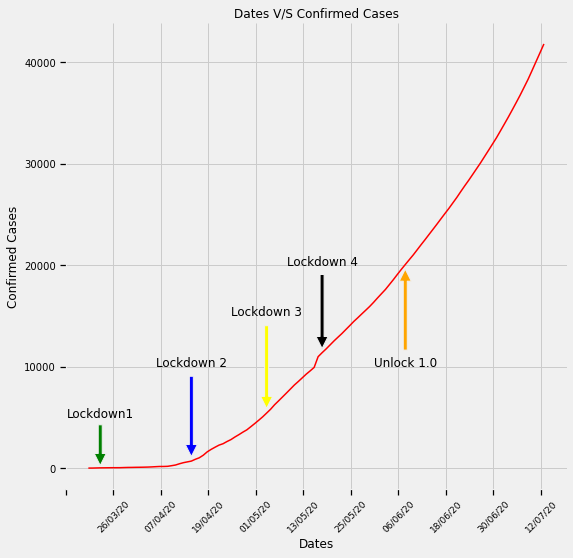 Dates V/S Confirmed Cases
40000
30000
20000
10000
0
Confirmed Cases
Lockdown 4
Lockdown 3
Lockdown 2
Unlock 1.0
Lockdown1
26/03/20
07/04/20
19/04/20
01/05/20
13/05/20
25/05/20
06/06/20
18/06/20
30/06/20
12/07/20
Dates